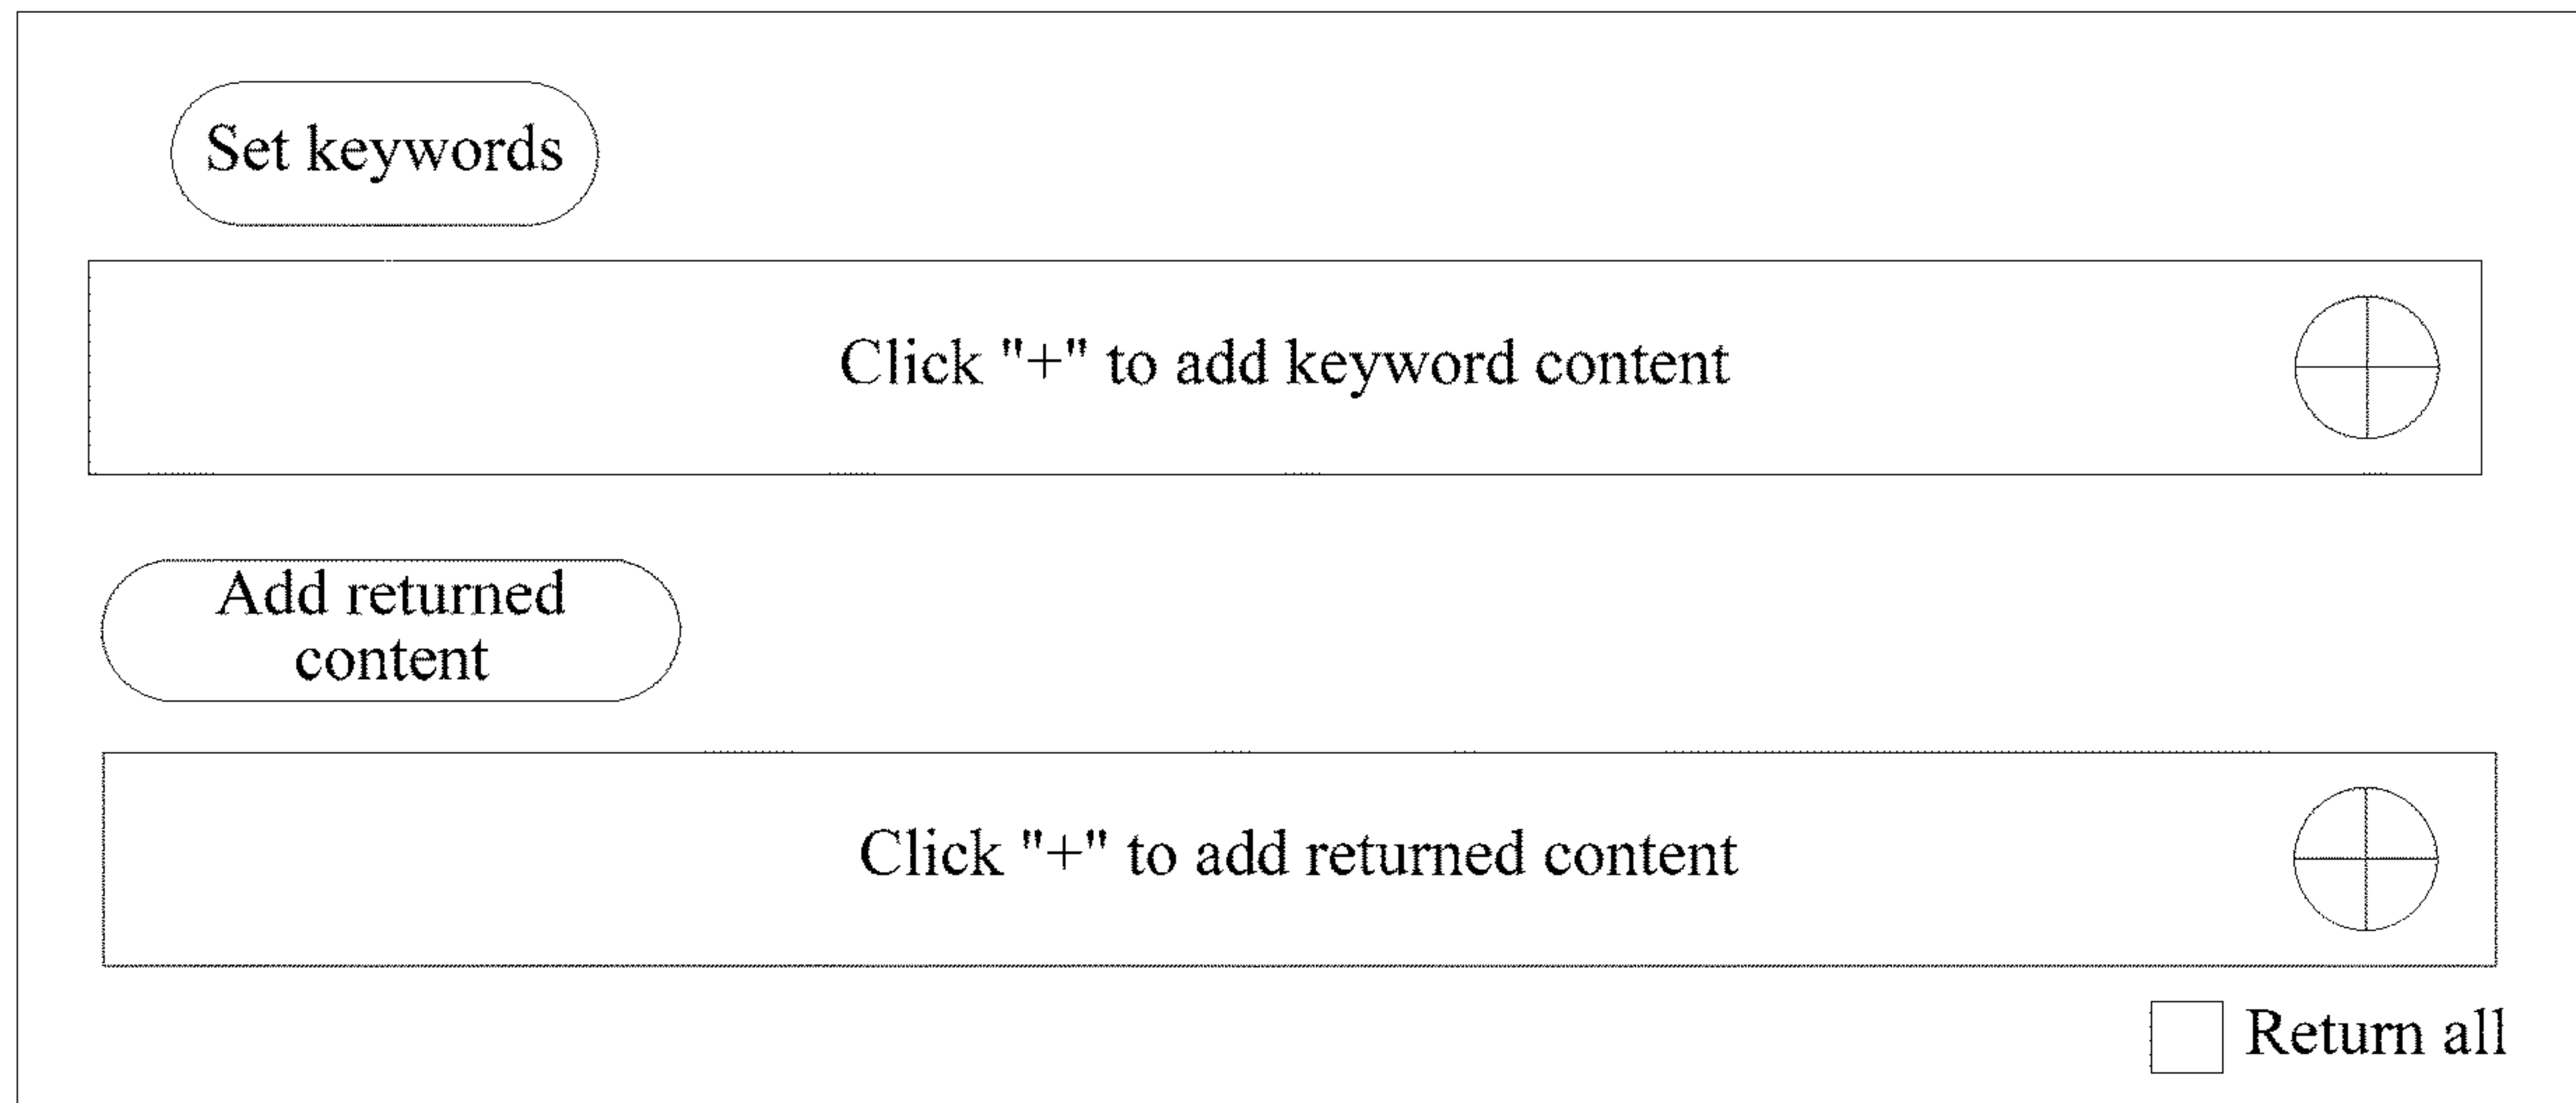 Set keywords
Click "+" to add keyword content
Add returned
content
Click "+" to add returned content
Return all